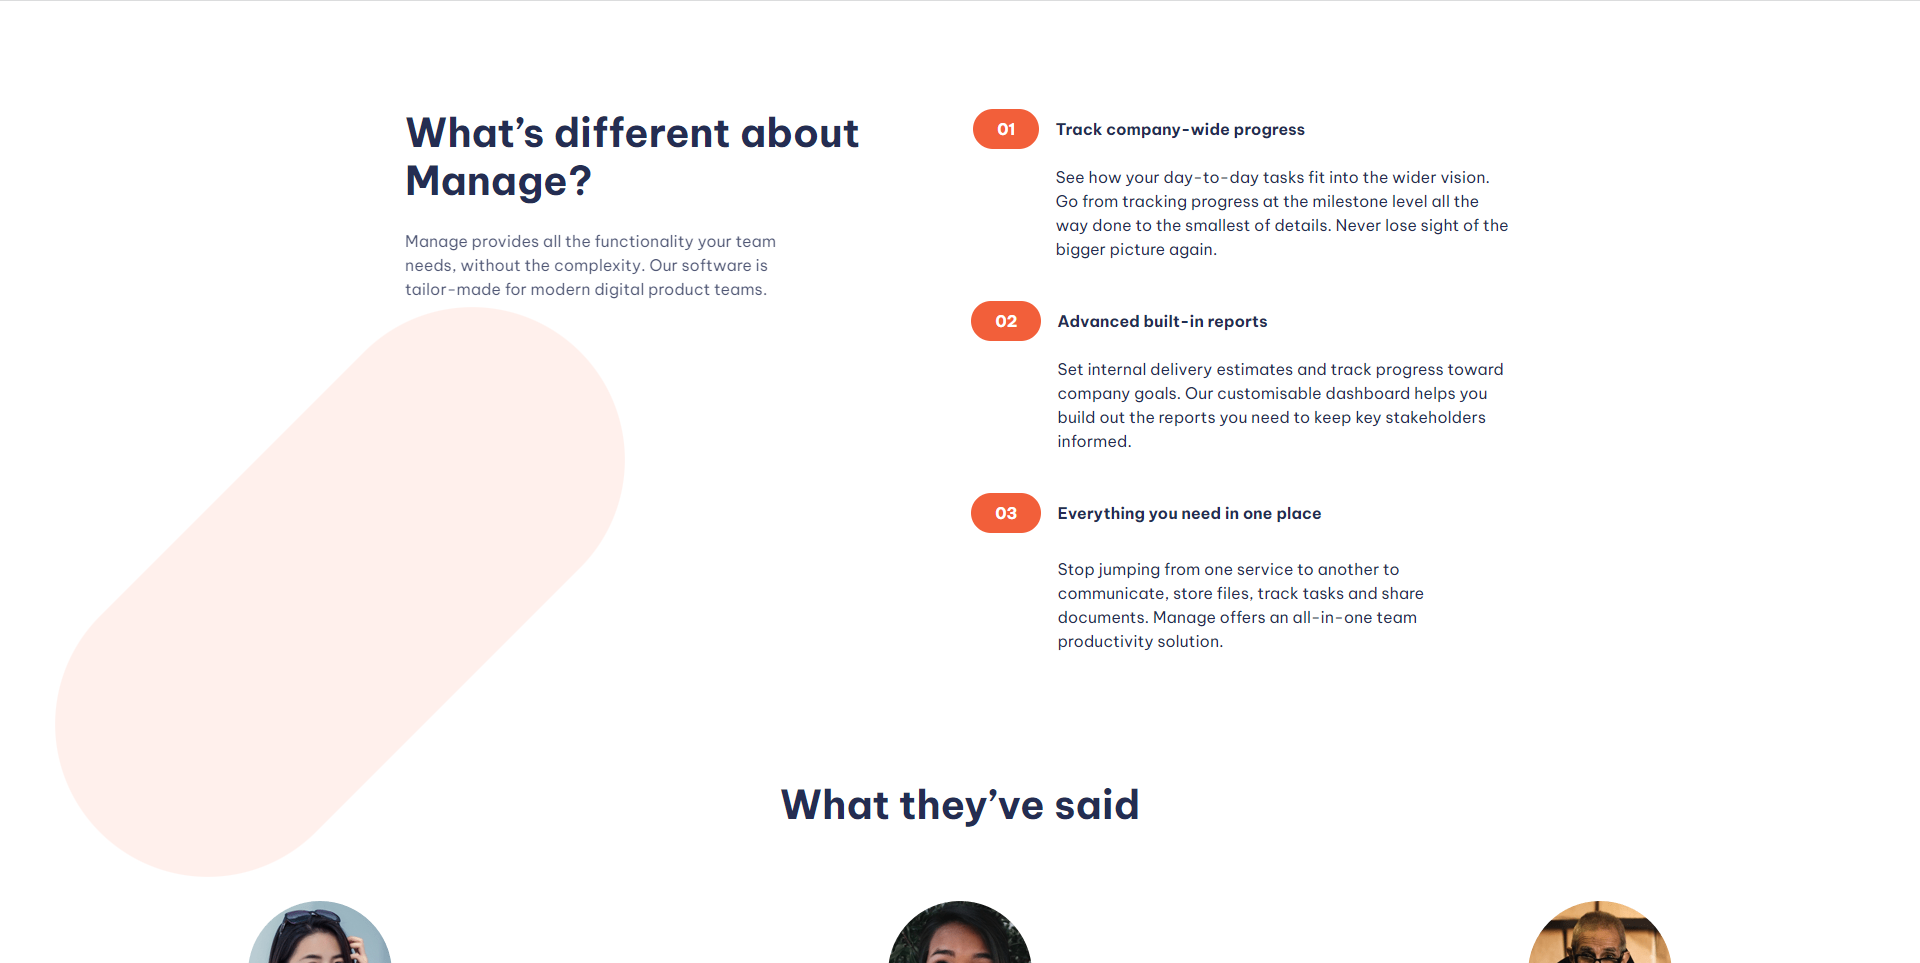 What’s different about
Manage?
Manage provides all the functionality your team
needs, without the complexity. Our software is
tailor-made for modern digital product teams.
01 Track company-wide progress
See how your day-to-day tasks fit into the wider vision.
Go from tracking progress at the milestone level all the
way done to the smallest of details. Never lose sight of the
bigger picture again.
02 Advanced built-in reports
Set internal delivery estimates and track progress toward
company goals. Our customisable dashboard helps you
build out the reports you need to keep key stakeholders
informed.
03 Everything you need in one place
Stop jumping from one service to another to
communicate, store files, track tasks and share
documents. Manage offers an all-in-one team
productivity solution.
What they’ve said